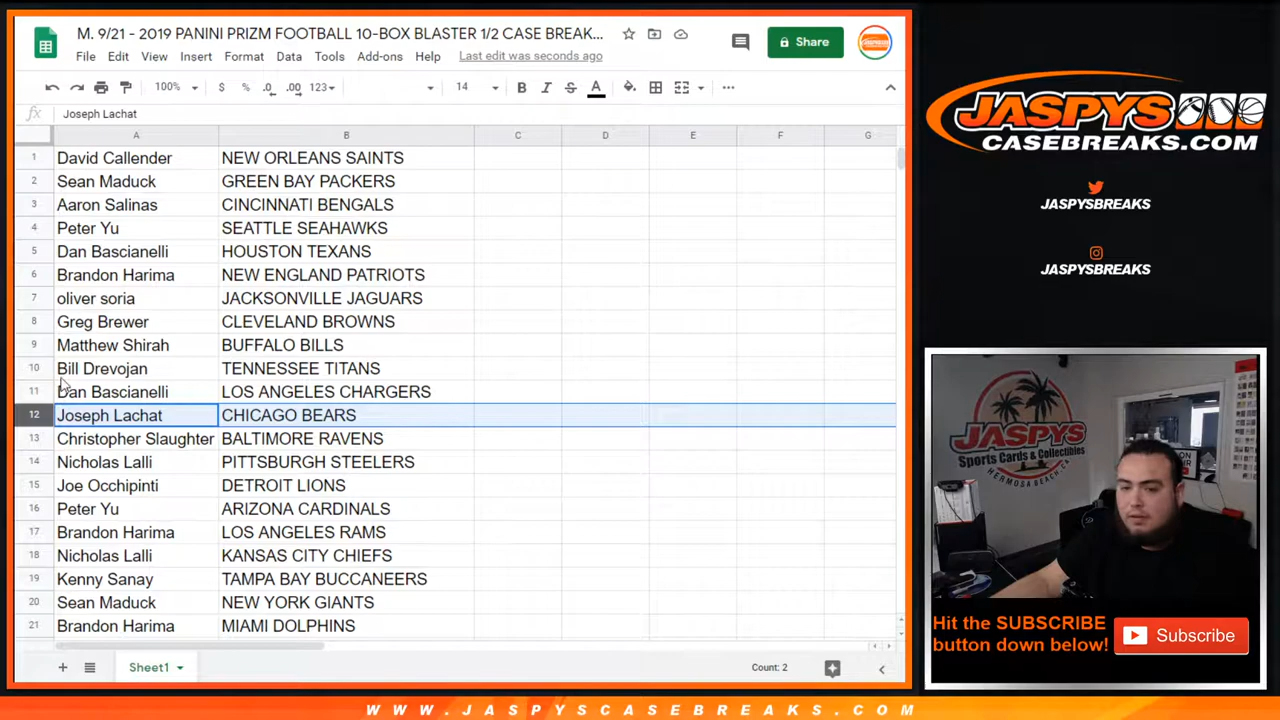 M. 9/21 - 2019 PANINI PRIZM FOOTBALL 10-BOX BLASTER 1/2 CASE BREAK...
Share
File Edit View Insert Format Data Tools Add-ons Help Last edit was seconds ago
100% $ % .0 .00 123 14 B I S A
fx Joseph Lachat
A B C D E F G
1 David Callender NEW ORLEANS SAINTS
2 Sean Maduck GREEN BAY PACKERS
3 Aaron Salinas CINCINNATI BENGALS
4 Peter Yu SEATTLE SEAHAWKS
5 Dan Bascianelli HOUSTON TEXANS
6 Brandon Harima NEW ENGLAND PATRIOTS
7 oliver soria JACKSONVILLE JAGUARS
8 Greg Brewer CLEVELAND BROWNS
9 Matthew Shirah BUFFALO BILLS
10 Bill Drevojan TENNESSEE TITANS
11 Dan Bascianelli LOS ANGELES CHARGERS
12 Joseph Lachat CHICAGO BEARS
13 Christopher Slaughter BALTIMORE RAVENS
14 Nicholas Lalli PITTSBURGH STEELERS
15 Joe Occhipinti DETROIT LIONS
16 Peter Yu ARIZONA CARDINALS
17 Brandon Harima LOS ANGELES RAMS
18 Nicholas Lalli KANSAS CITY CHIEFS
19 Kenny Sanay TAMPA BAY BUCCANEERS
20 Sean Maduck NEW YORK GIANTS
21 Brandon Harima MIAMI DOLPHINS
Sheet1
Count: 2
JASPYS
CASEBREAKS.COM
JASPYSBREAKS
JASPYSBREAKS
JASPYS
Sports Cards & Collectibles
HERMOSA BEACH, CA
Hit the SUBSCRIBE
button down below!
Subscribe
WWW.JASPYSCASEBREAKS.COM